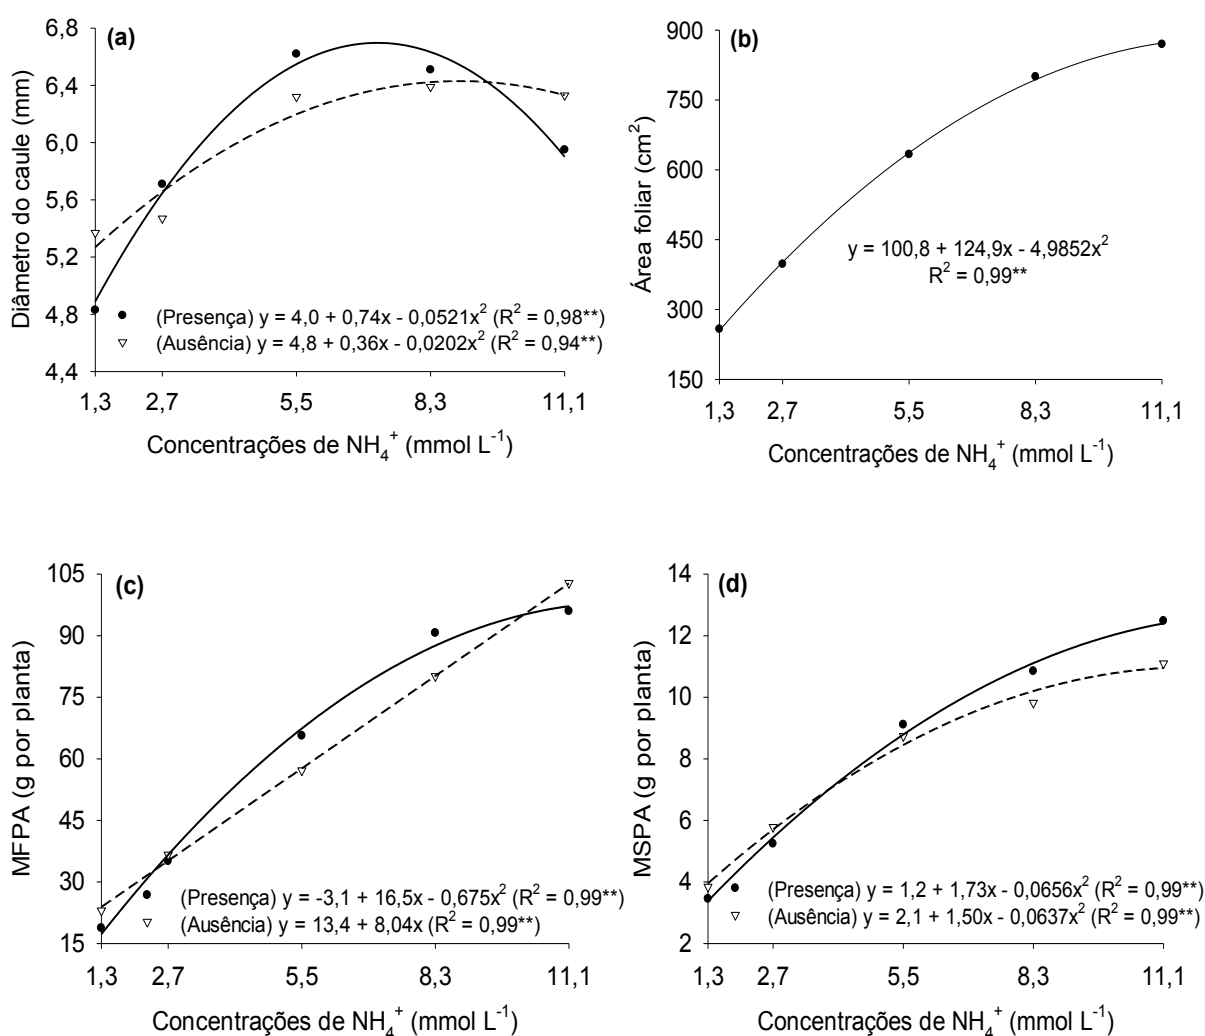 (a)
Diâmetro do caule (mm)
6,8
6,4
6,0
5,6
5,2
4,8
4,4
(Presença) y = 4,0 + 0,74x - 0,0521x² (R² = 0,98**)
(Ausência) y = 4,8 + 0,36x - 0,0202x² (R² = 0,94**)
1,3 2,7 5,5 8,3 11,1
Concentrações de NH₄⁺ (mmol L⁻¹)
(b)
Área foliar (cm²)
900
750
600
450
300
150
y = 100,8 + 124,9x - 4,9852x²
R² = 0,99**
1,3 2,7 5,5 8,3 11,1
Concentrações de NH₄⁺ (mmol L⁻¹)
(c)
MFPA (g por planta)
105
90
75
60
45
30
15
(Presença) y = -3,1 + 16,5x - 0,675x² (R² = 0,99**)
(Ausência) y = 13,4 + 8,04x (R² = 0,99**)
1,3 2,7 5,5 8,3 11,1
Concentrações de NH₄⁺ (mmol L⁻¹)
(d)
MSPA (g por planta)
14
12
10
8
6
4
2
(Presença) y = 1,2 + 1,73x - 0,0656x² (R² = 0,99**)
(Ausência) y = 2,1 + 1,50x - 0,0637x² (R² = 0,99**)
1,3 2,7 5,5 8,3 11,1
Concentrações de NH₄⁺ (mmol L⁻¹)